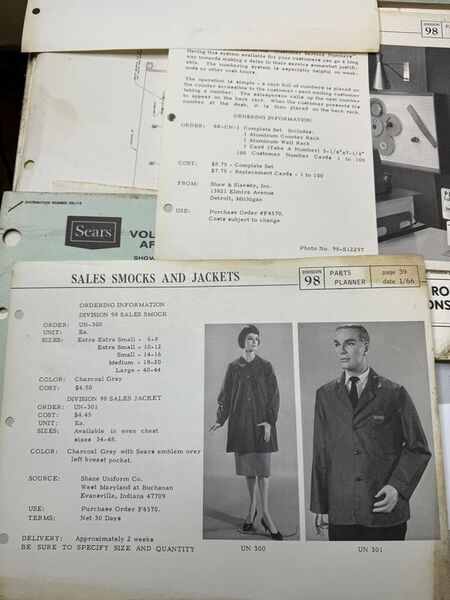 Having this system available for your customers can go a long
way towards making a delay in their service somewhat justifi-
able. The numbering system is especially helpful on week-
ends or other rush hours.
The operation is simple - a rack full of numbers is placed on
the counter accessible to the customer - each waiting customer
taking a number. The salesperson calls up the next number
to appear on the back rack. When the customer presents his
number at the desk, it is then placed on the back rack.
ORDERING INFORMATION
ORDER: SR-CN-1 Complete Set. Includes:
1 Aluminum Counter Rack
1 Aluminum Wall Rack
1 Card (Take A Number) 5-1/4"x7-1/4"
100 Customer Number Cards 1 to 100
COST: $8.75 - Complete Set
$7.75 - Replacement Cards - 1 to 100
FROM: Shaw & Slavsky, Inc.
13821 Elmira Avenue
Detroit, Michigan
USE: Purchase Order #F4570.
Costs subject to change
Photo No. 98-S12297
DIVISION
98
DISTRIBUTION NUMBER
Sears
VOL
AF
SHOW
RO
ONS
SALES SMOCKS AND JACKETS
DIVISION
98
PARTS
PLANNER
page 39
date 1/66
ORDERING INFORMATION
DIVISION 98 SALES SMOCK
ORDER: UN-300
UNIT: Ea.
SIZES: Extra Extra Small - 6-8
Extra Small - 10-12
Small - 14-16
Medium - 18-20
Large - 40-44
COLOR: Charcoal Gray
COST: $4.50
DIVISION 98 SALES JACKET
ORDER: UN-301
COST: $4.45
UNIT: Ea.
SIZES: Available in even chest
sizes 34-48.
COLOR: Charcoal Gray with Sears emblem over
left breast pocket.
SOURCE: Shane Uniform Co.
West Maryland at Buchanan
Evansville, Indiana 47709
USE: Purchase Order F4570.
TERMS: Net 30 Days
DELIVERY: Approximately 2 weeks
BE SURE TO SPECIFY SIZE AND QUANTITY
UN 300
UN 301